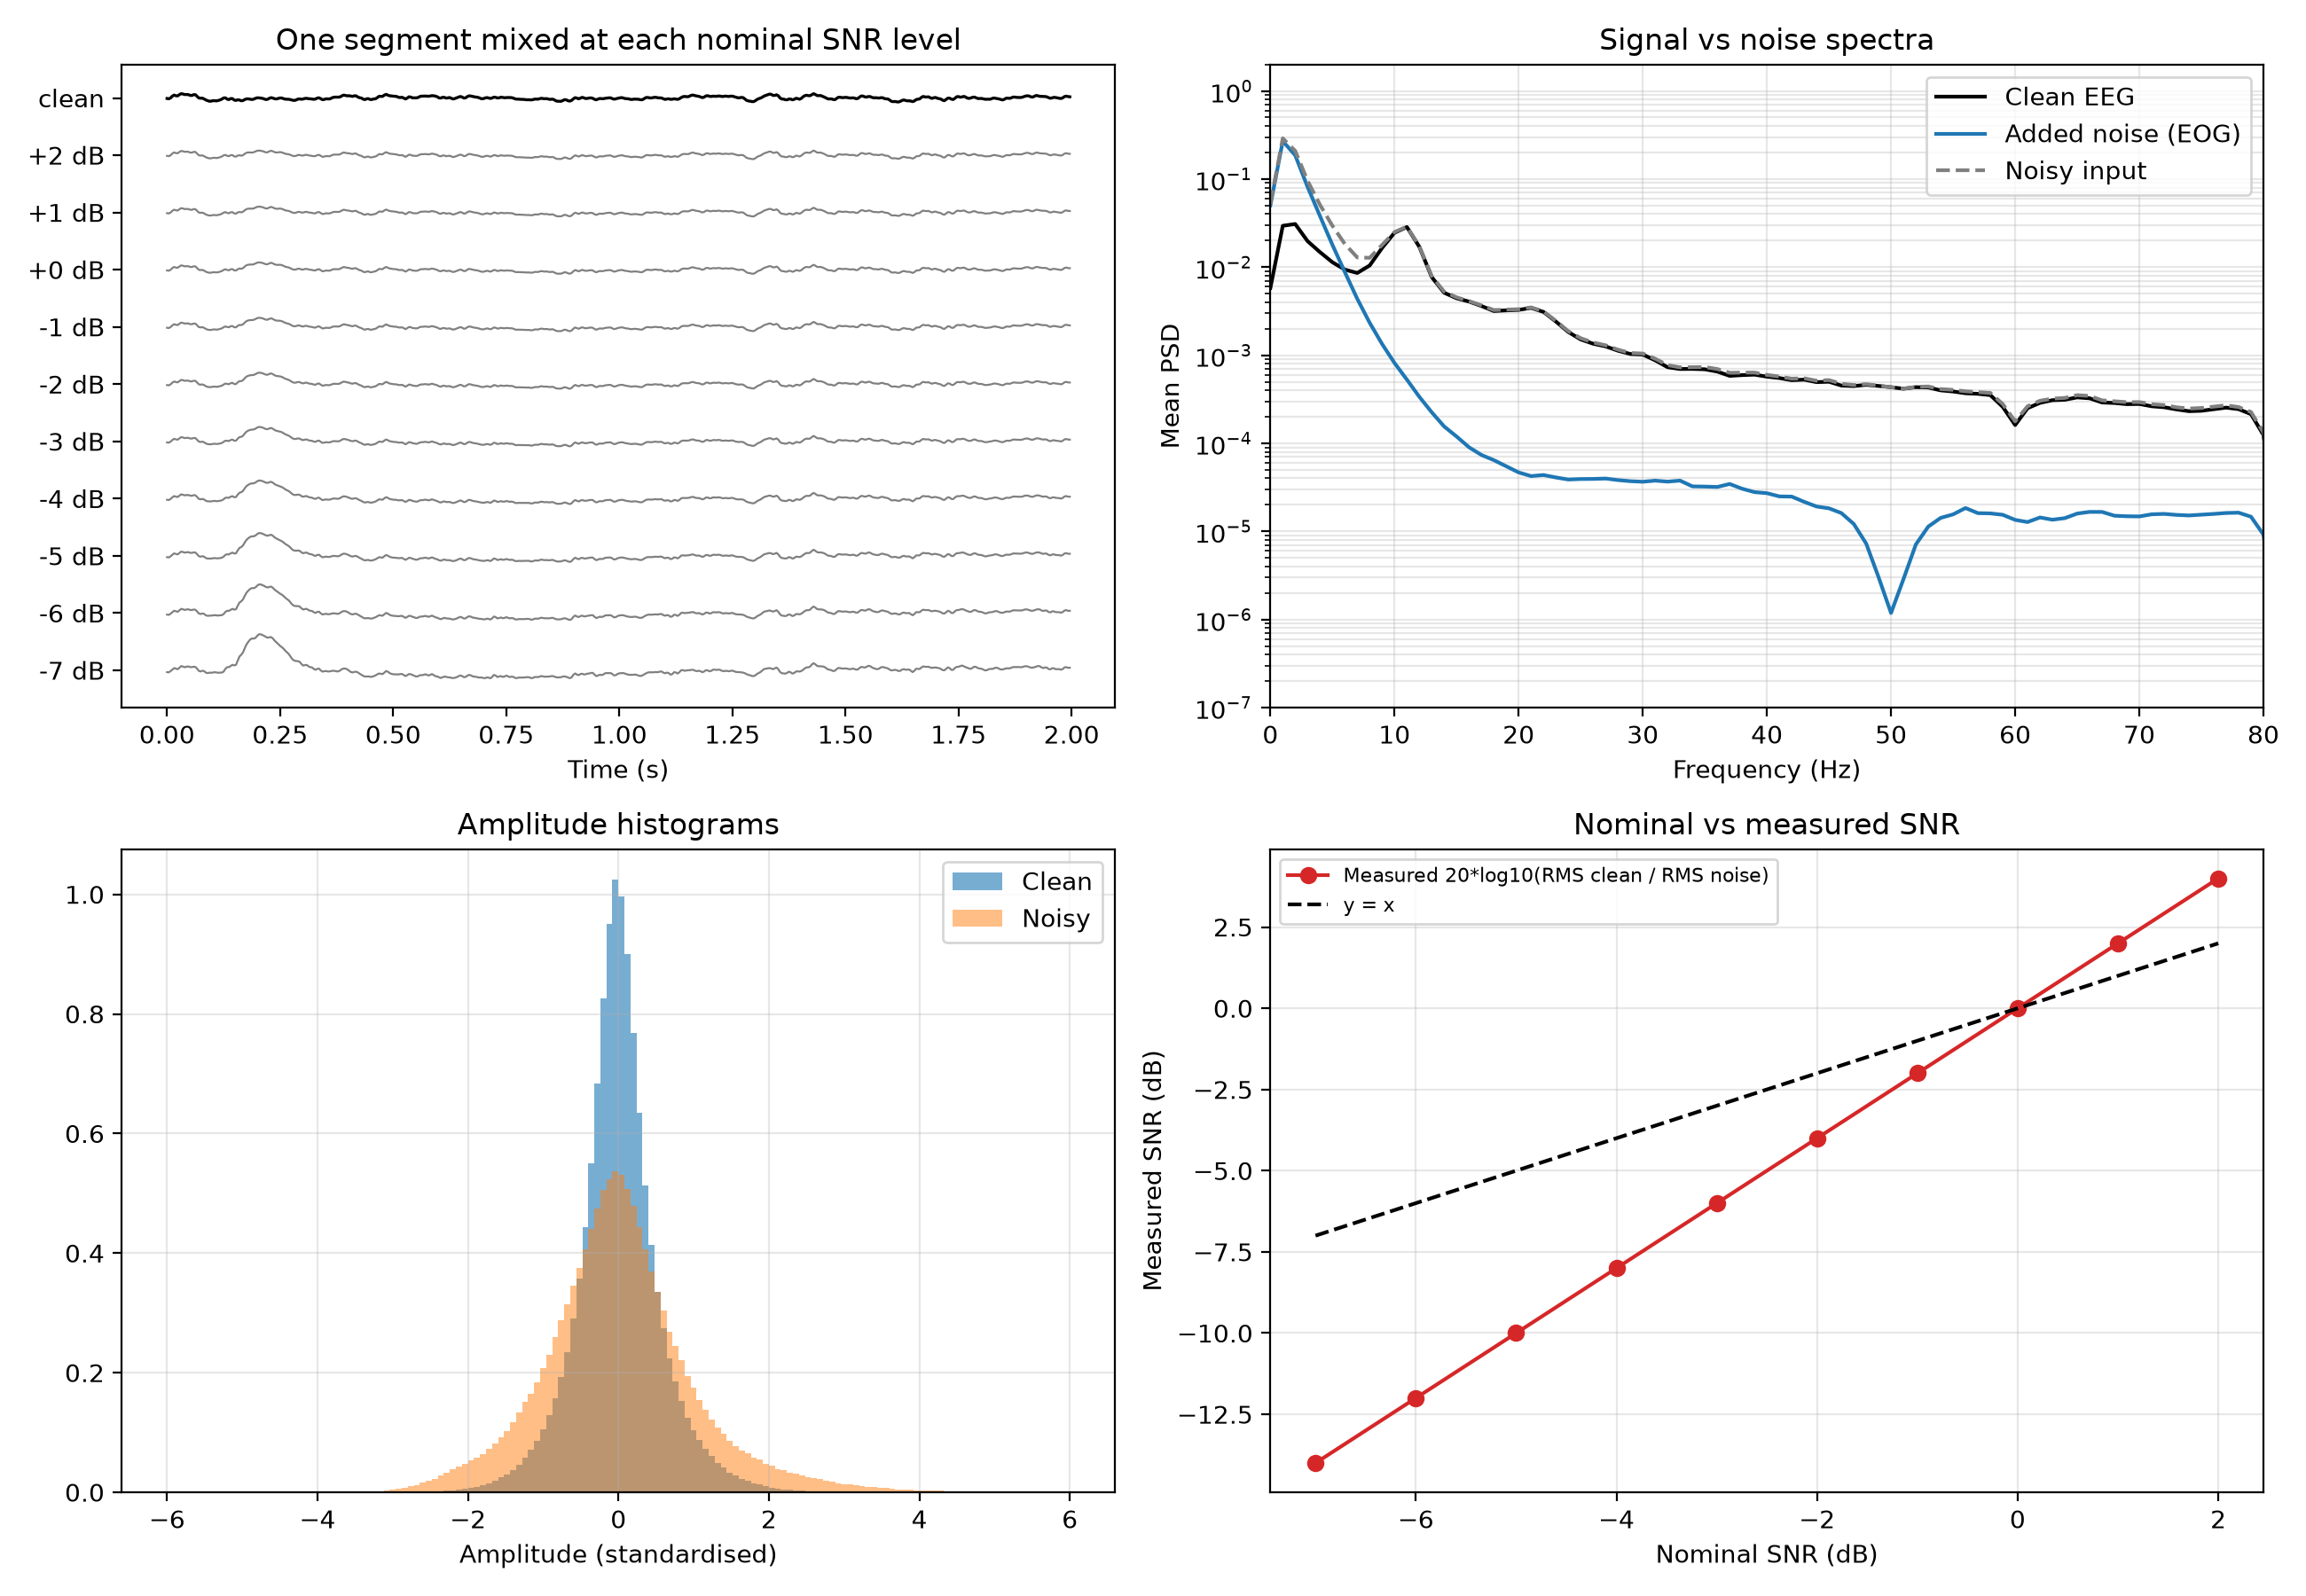 One segment mixed at each nominal SNR level
clean
+2 dB
+1 dB
+0 dB
-1 dB
-2 dB
-3 dB
-4 dB
-5 dB
-6 dB
-7 dB
0.00 0.25 0.50 0.75 1.00 1.25 1.50 1.75 2.00
Time (s)
Signal vs noise spectra
Clean EEG
Added noise (EOG)
Noisy input
Mean PSD
10⁰
10⁻¹
10⁻²
10⁻³
10⁻⁴
10⁻⁵
10⁻⁶
10⁻⁷
0 10 20 30 40 50 60 70 80
Frequency (Hz)
Amplitude histograms
Clean
Noisy
1.0
0.8
0.6
0.4
0.2
0.0
−6 −4 −2 0 2 4 6
Amplitude (standardised)
Nominal vs measured SNR
Measured 20*log10(RMS clean / RMS noise)
y = x
Measured SNR (dB)
2.5
0.0
−2.5
−5.0
−7.5
−10.0
−12.5
−6 −4 −2 0 2
Nominal SNR (dB)